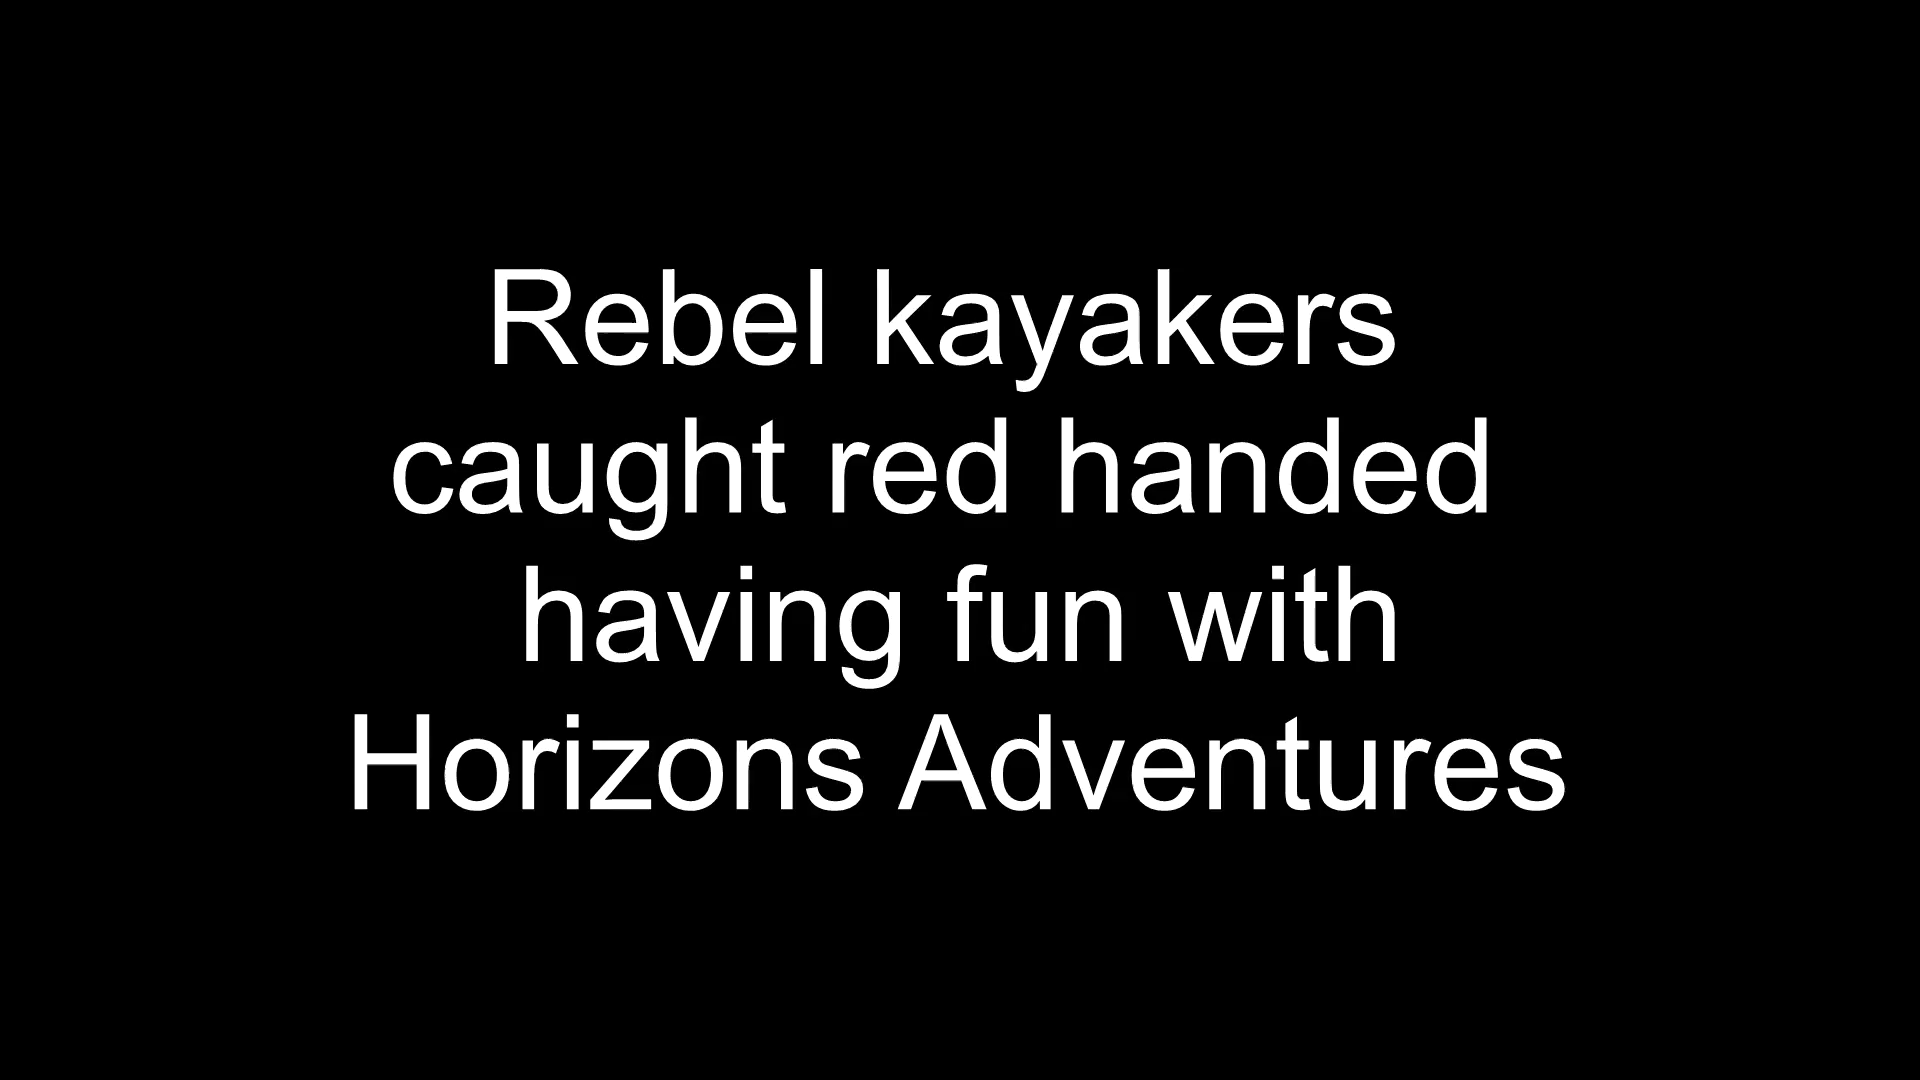 Rebel kayakers
caught red handed
having fun with
Horizons Adventures